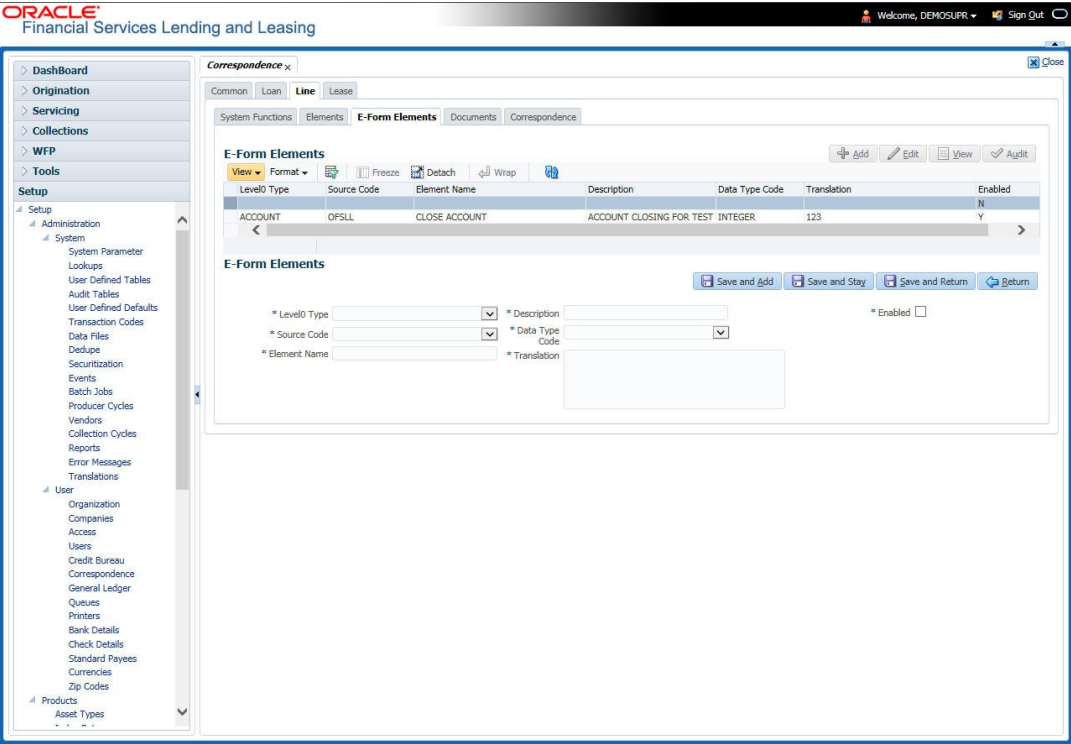 ORACLE
Financial Services Lending and Leasing
Welcome, DEMOSUPR
Sign Out
Close
DashBoard
Origination
Servicing
Collections
WFP
Tools
Setup
Setup
Administration
System
System Parameter
Lookups
User Defined Tables
Audit Tables
User Defined Defaults
Transaction Codes
Data Files
Dedupe
Securitization
Events
Batch Jobs
Producer Cycles
Vendors
Collection Cycles
Reports
Error Messages
Translations
User
Organization
Companies
Access
Users
Credit Bureau
Correspondence
General Ledger
Queues
Printers
Bank Details
Check Details
Standard Payees
Currencies
Zip Codes
Products
Asset Types
Correspondence x
Common Loan Line Lease
System Functions Elements E-Form Elements Documents Correspondence
E-Form Elements
Add Edit View Audit
View Format Freeze Detach Wrap
Level0 Type Source Code Element Name Description Data Type Code Translation Enabled
N
ACCOUNT OFSLL CLOSE ACCOUNT ACCOUNT CLOSING FOR TEST INTEGER 123 Y
E-Form Elements
Save and Add Save and Stay Save and Return Return
* Level0 Type
* Source Code
* Element Name
* Description
* Data Type
Code
* Translation
* Enabled